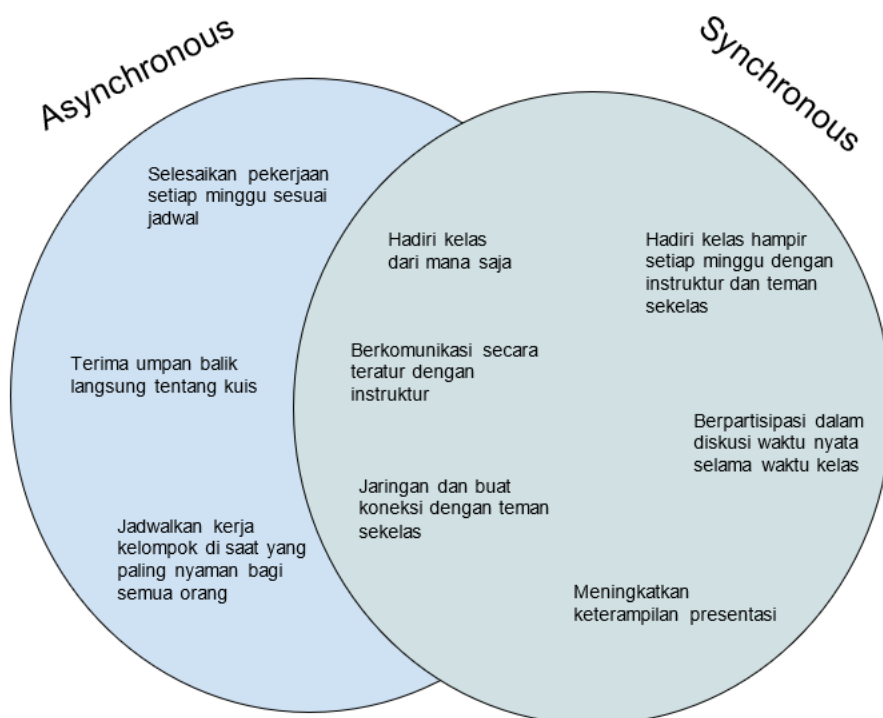 Asynchronous
Synchronous
Selesaikan pekerjaan
setiap minggu sesuai
jadwal
Terima umpan balik
langsung tentang kuis
Jadwalkan kerja
kelompok di saat yang
paling nyaman bagi
semua orang
Hadiri kelas
dari mana saja
Berkomunikasi secara
teratur dengan
instruktur
Jaringan dan buat
koneksi dengan teman
sekelas
Hadiri kelas hampir
setiap minggu dengan
instruktur dan teman
sekelas
Berpartisipasi dalam
diskusi waktu nyata
selama waktu kelas
Meningkatkan
keterampilan presentasi